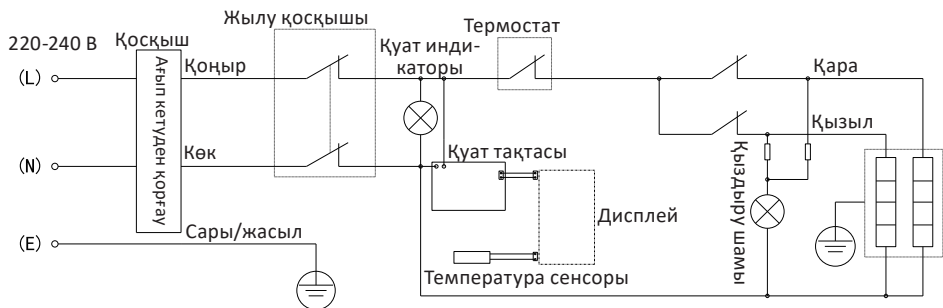 220-240 В
Қосқыш
Жылу қосқышы
Қуат инди-
каторы
Термостат
(L)
Қоңыр
Қара
Ағып кетуден қорғау
Қызыл
(N)
Көк
Қуат тақтасы
Қыздыру шамы
Дисплей
(E)
Сары/жасыл
Температура сенсоры